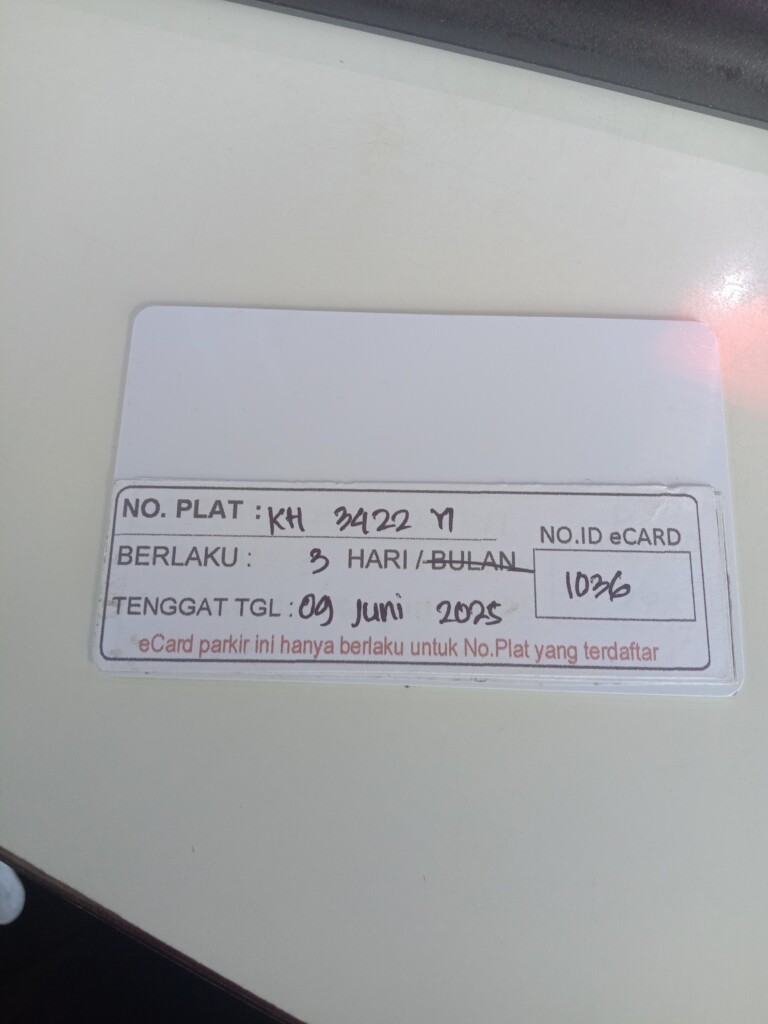 NO. PLAT : KH 3422 YI
BERLAKU : 3 HARI / BULAN
TENGGAT TGL : 09 Juni 2025
NO.ID eCARD
1036
eCard parkir ini hanya berlaku untuk No.Plat yang terdaftar